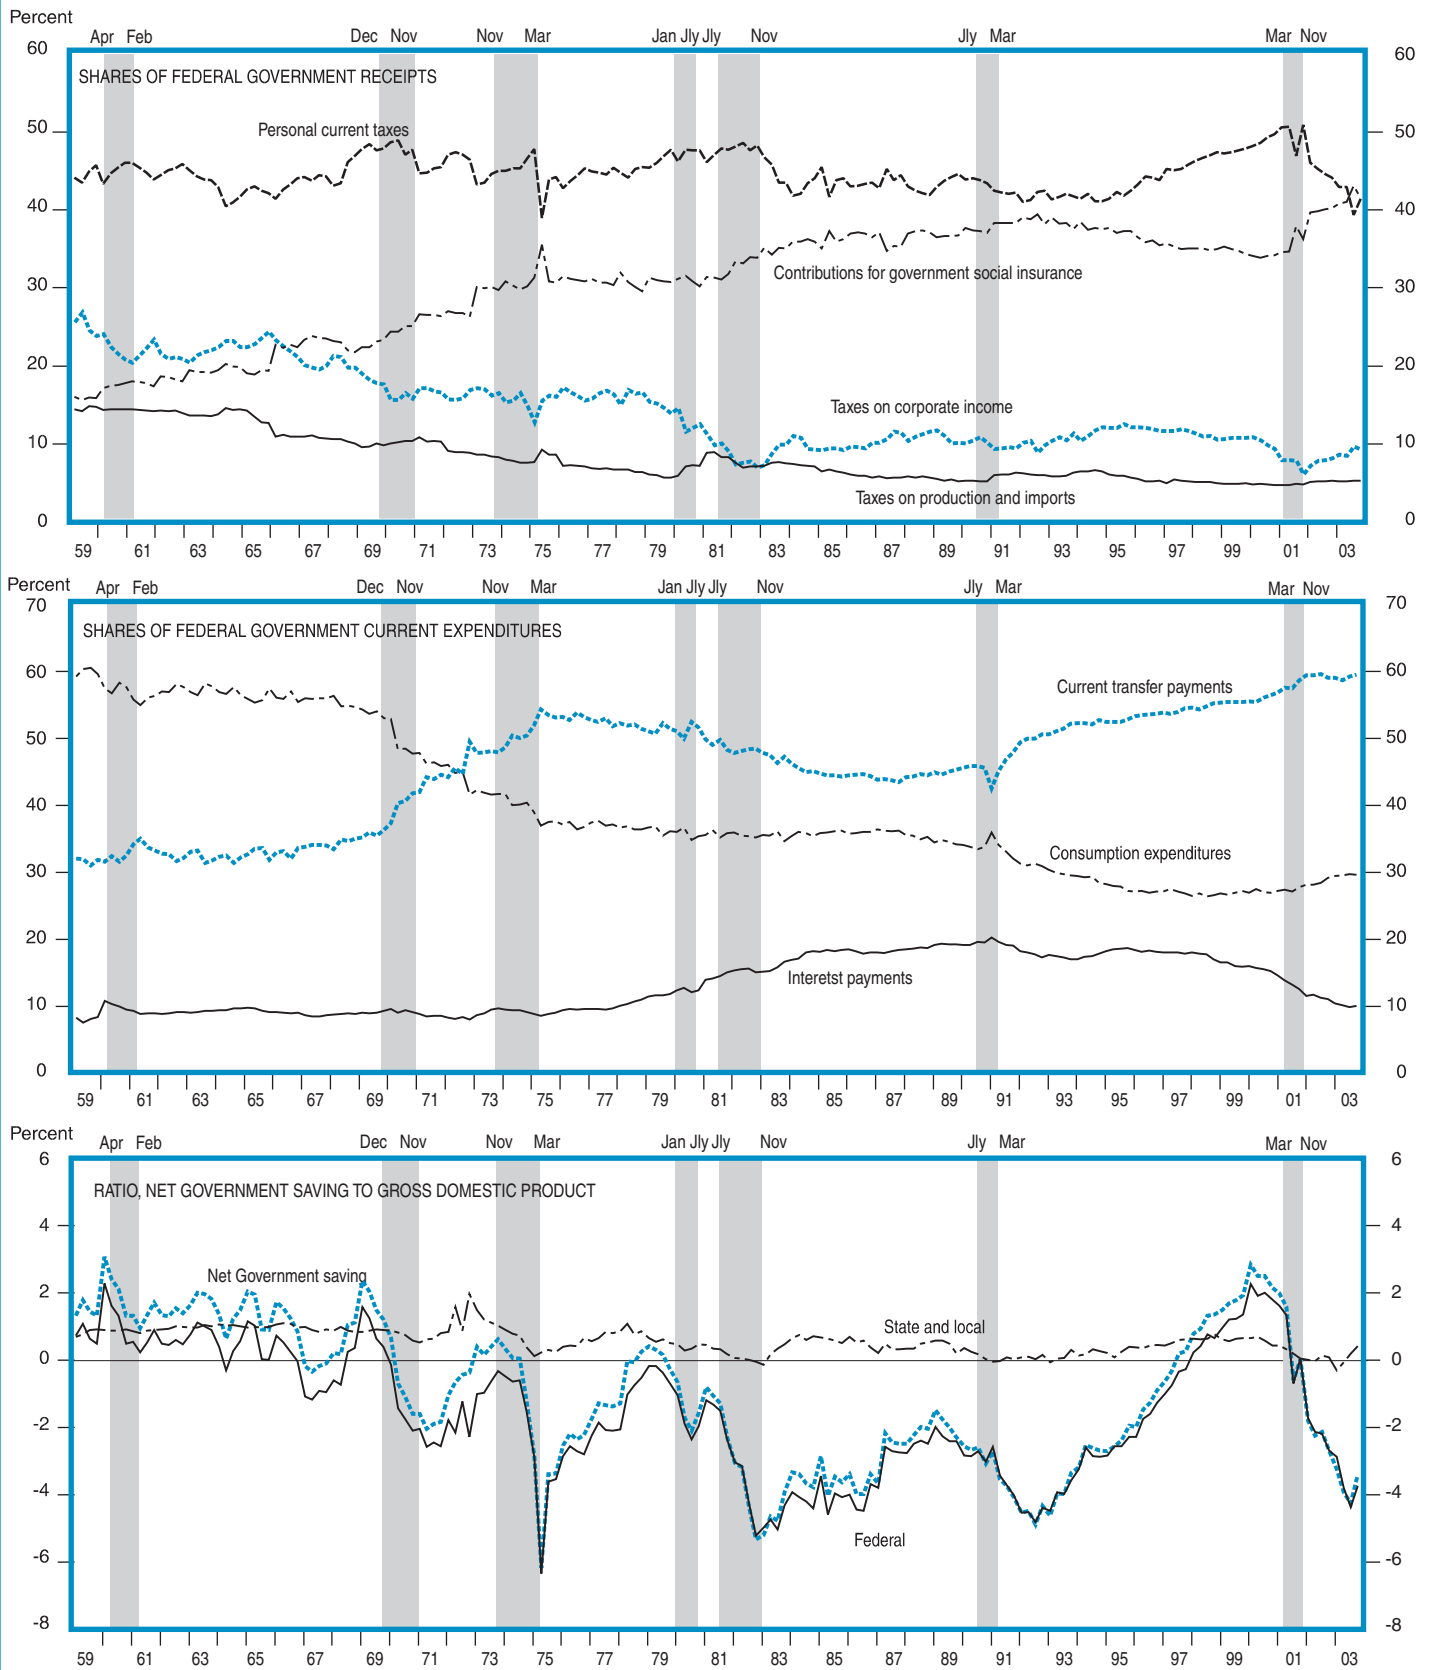 Percent
Apr Feb Dec Nov Nov Mar Jan Jly Jly Nov Jly Mar Mar Nov
60 60
SHARES OF FEDERAL GOVERNMENT RECEIPTS
Personal current taxes
50 50
40 40
Contributions for government social insurance
30 30
20 20
Taxes on corporate income
10 10
Taxes on production and imports
0 0
59 61 63 65 67 69 71 73 75 77 79 81 83 85 87 89 91 93 95 97 99 01 03
Percent
Apr Feb Dec Nov Nov Mar Jan Jly Jly Nov Jly Mar Mar Nov
70 70
SHARES OF FEDERAL GOVERNMENT CURRENT EXPENDITURES
60 60
Current transfer payments
50 50
40 40
Consumption expenditures
30 30
20 20
Interetst payments
10 10
0 0
59 61 63 65 67 69 71 73 75 77 79 81 83 85 87 89 91 93 95 97 99 01 03
Percent
Apr Feb Dec Nov Nov Mar Jan Jly Jly Nov Jly Mar Mar Nov
6 6
RATIO, NET GOVERNMENT SAVING TO GROSS DOMESTIC PRODUCT
4 4
Net Government saving
2 2
State and local
0 0
-2 -2
-4 -4
Federal
-6 -6
-8 -8
59 61 63 65 67 69 71 73 75 77 79 81 83 85 87 89 91 93 95 97 99 01 03